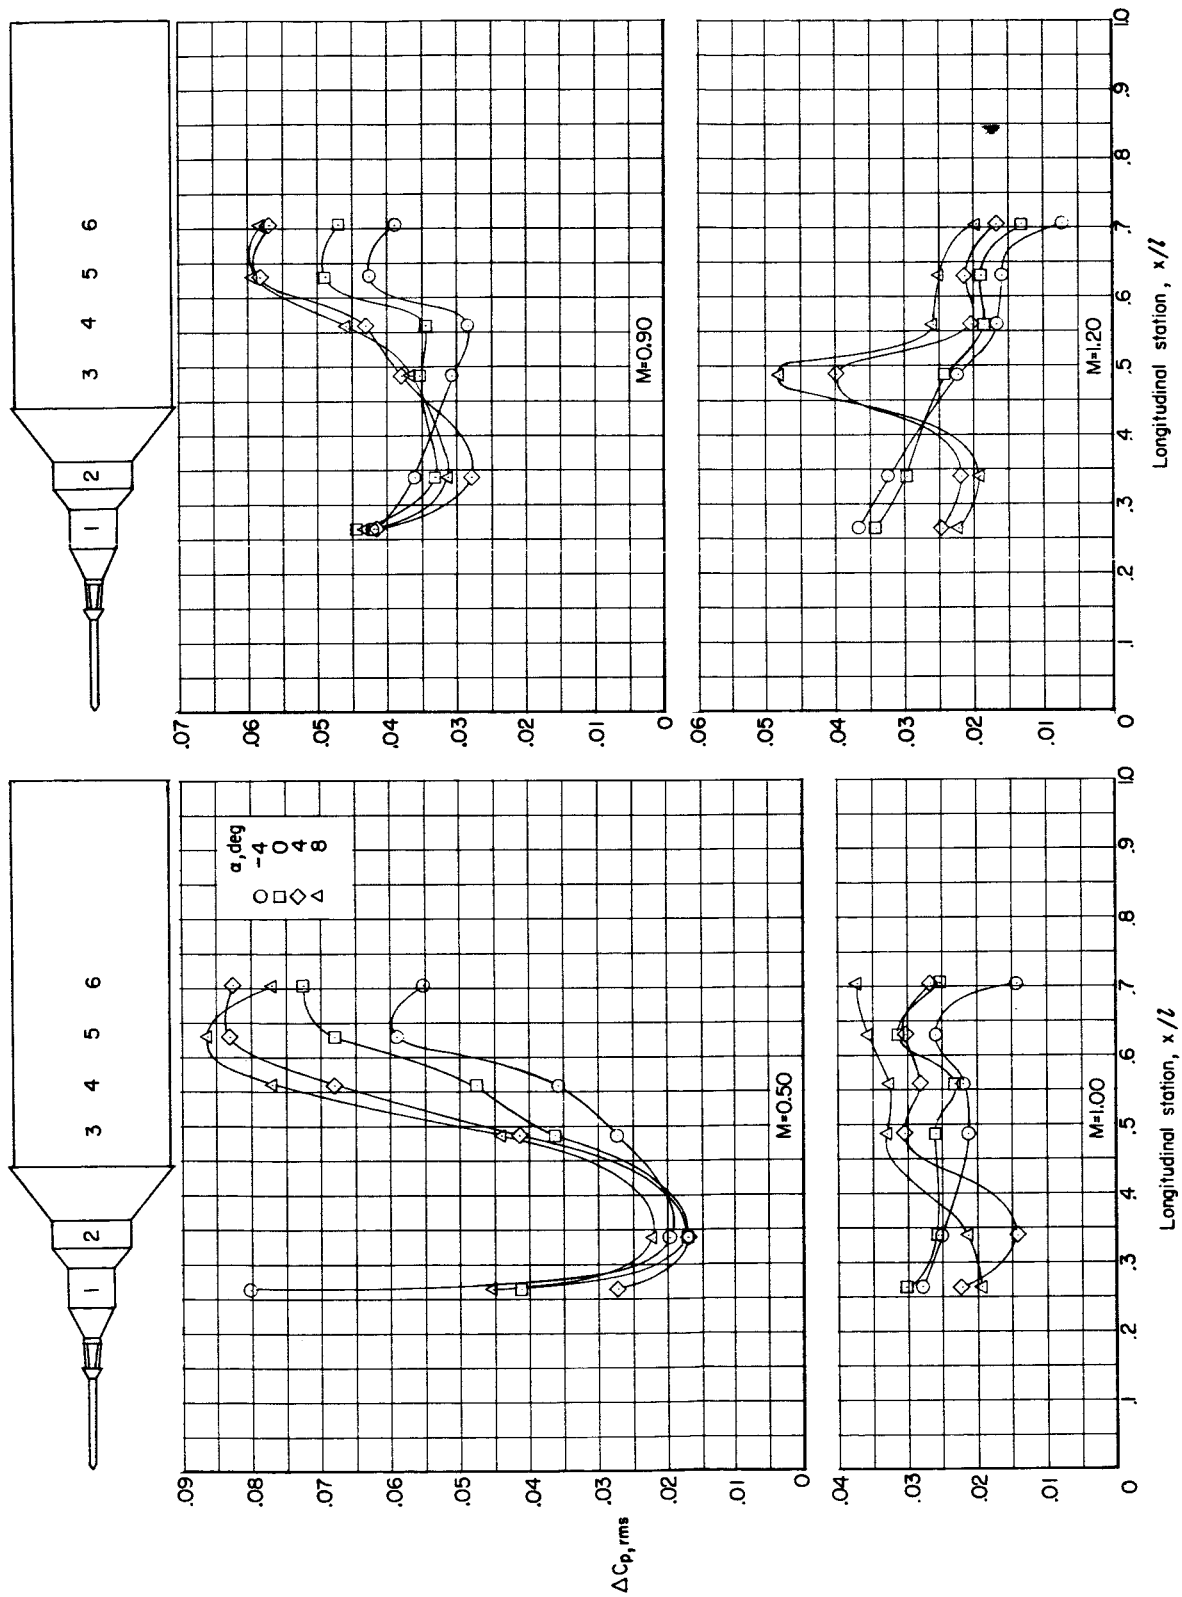 1 2 3 4 5 6
.09
.08
.07
.06
.05
.04
.03
.02
.01
0
ΔCp,rms
α,deg
-4
0
4
8
M=0.50
.04
.03
.02
.01
0
M=1.00
.1 .2 .3 .4 .5 .6 .7 .8 .9 1.0
Longitudinal station, x/l
1 2 3 4 5 6
.07
.06
.05
.04
.03
.02
.01
0
M=0.90
.06
.05
.04
.03
.02
.01
0
M=1.20
.1 .2 .3 .4 .5 .6 .7 .8 .9 1.0
Longitudinal station, x/l